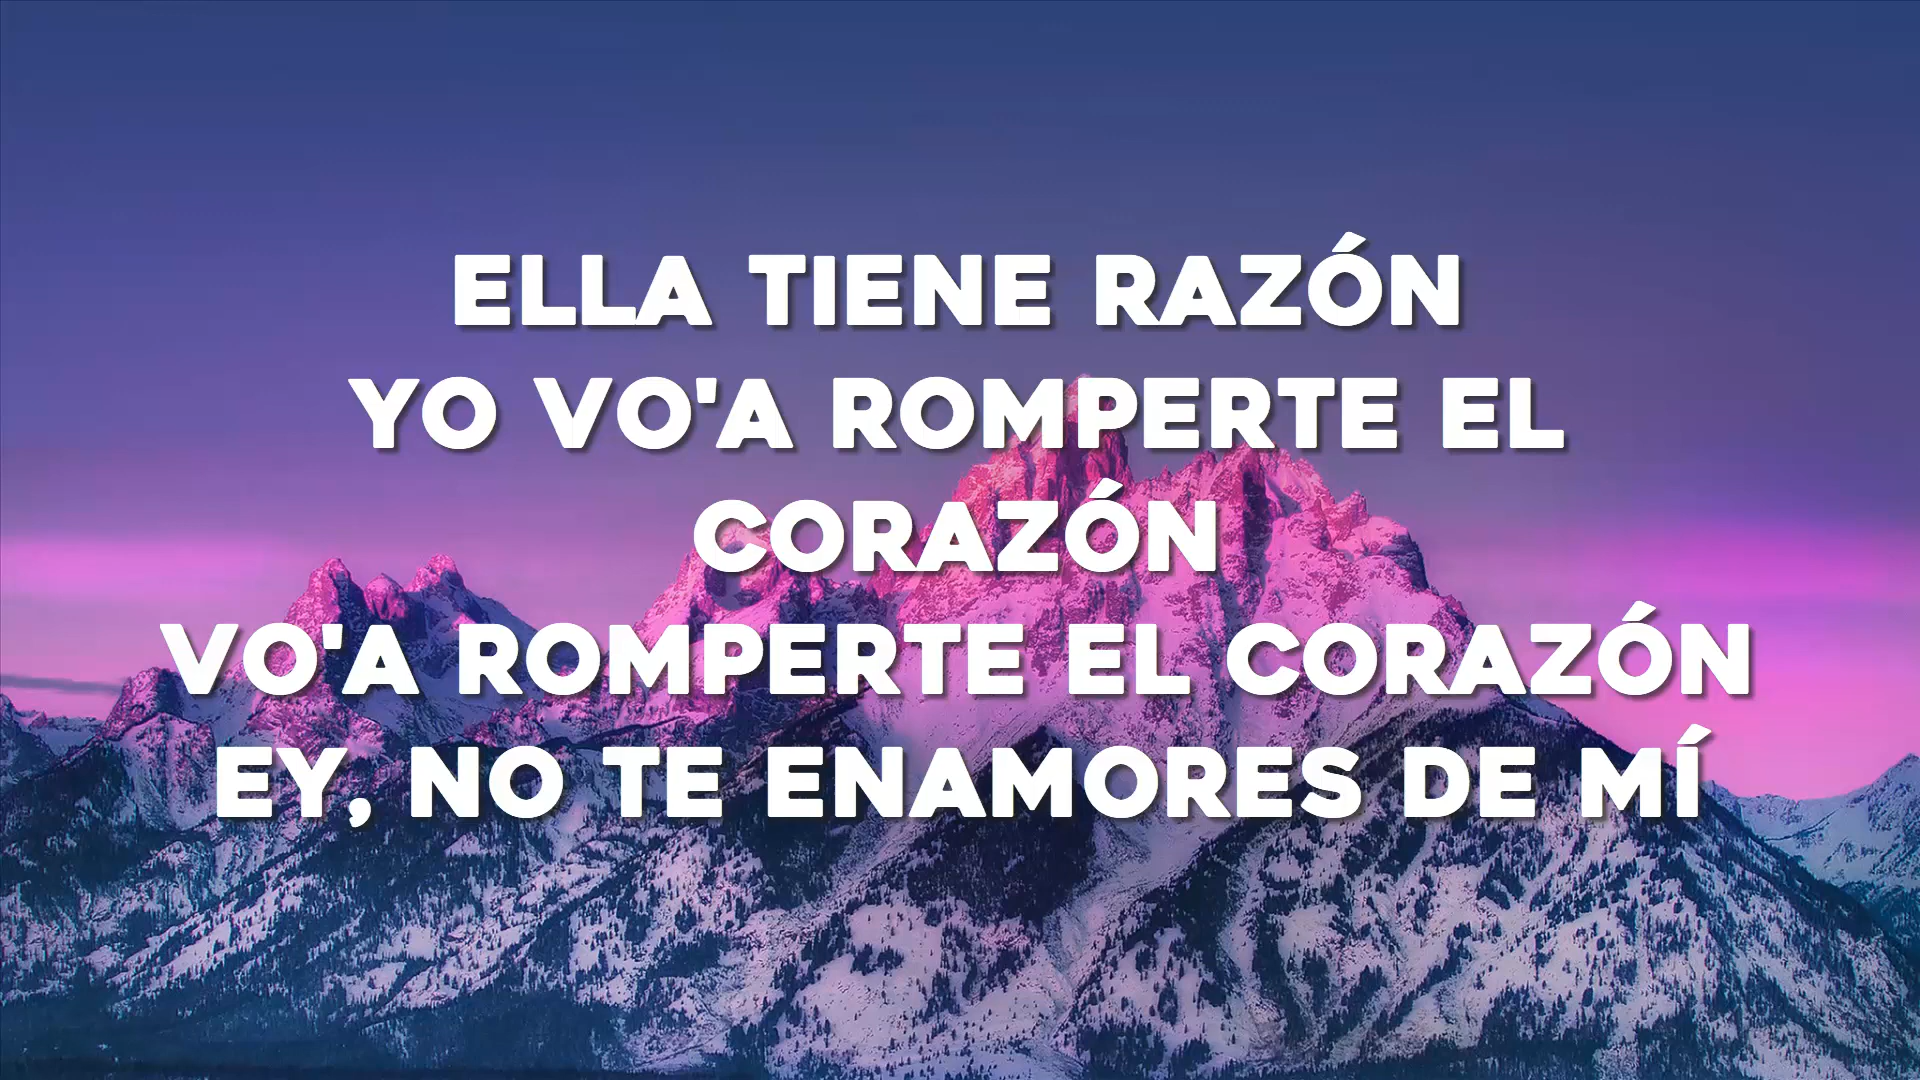 ELLA TIENE RAZÓN
YO VO'A ROMPERTE EL
CORAZÓN
VO'A ROMPERTE EL CORAZÓN
EY, NO TE ENAMORES DE MÍ